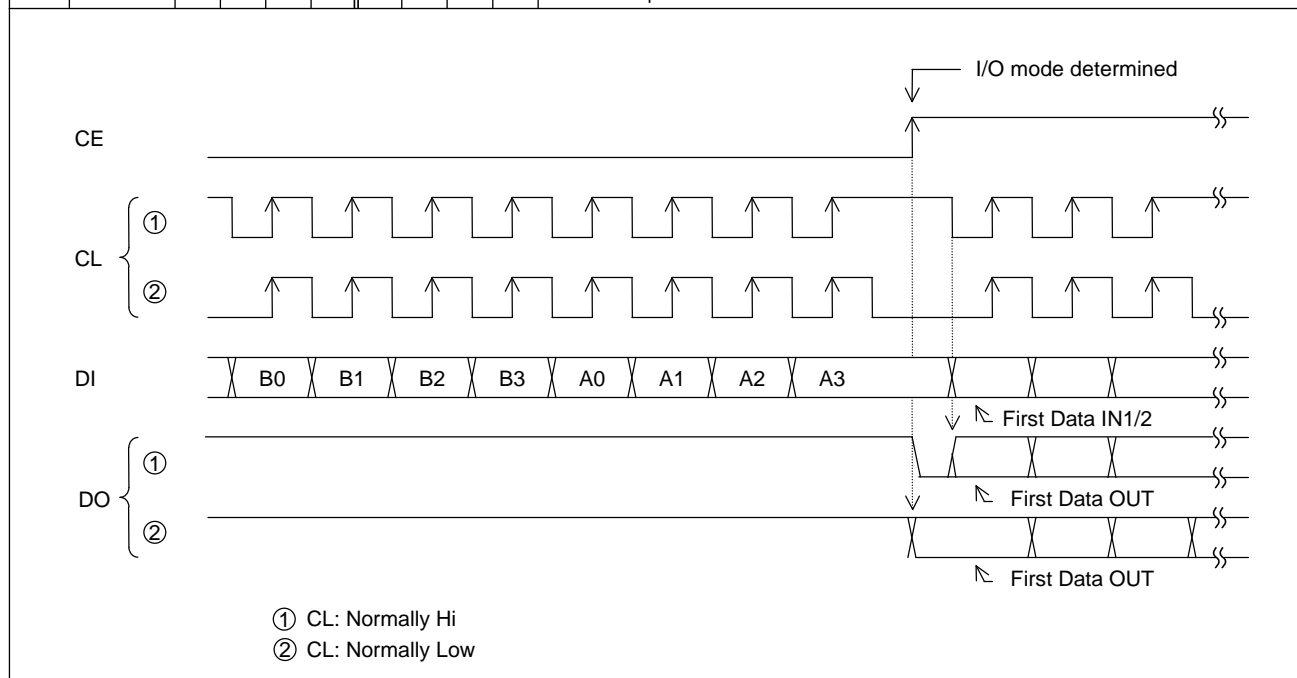 I/O mode determined
CE
CL
①
②
DI B0 B1 B2 B3 A0 A1 A2 A3
First Data IN1/2
DO
①
First Data OUT
②
First Data OUT
① CL: Normally Hi
② CL: Normally Low